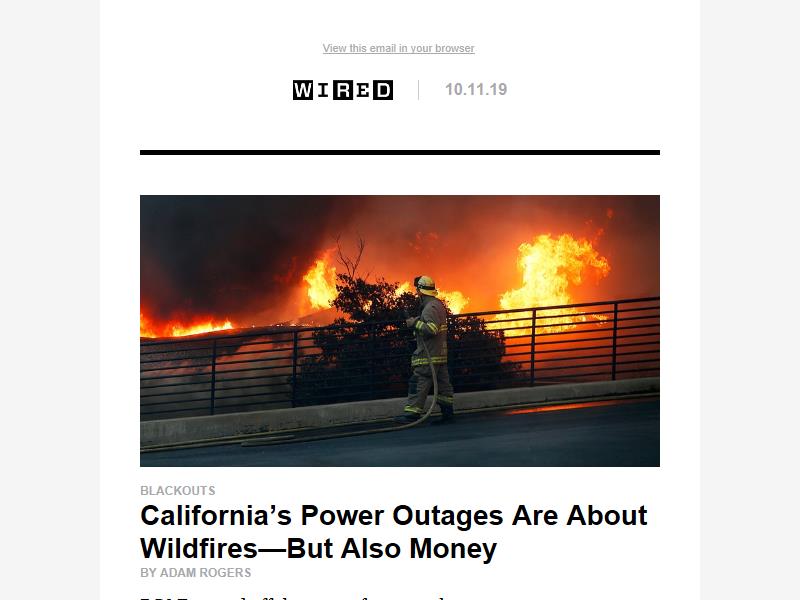 View this email in your browser
WIRED
10.11.19
BLACKOUTS
California’s Power Outages Are About
Wildfires—But Also Money
BY ADAM ROGERS